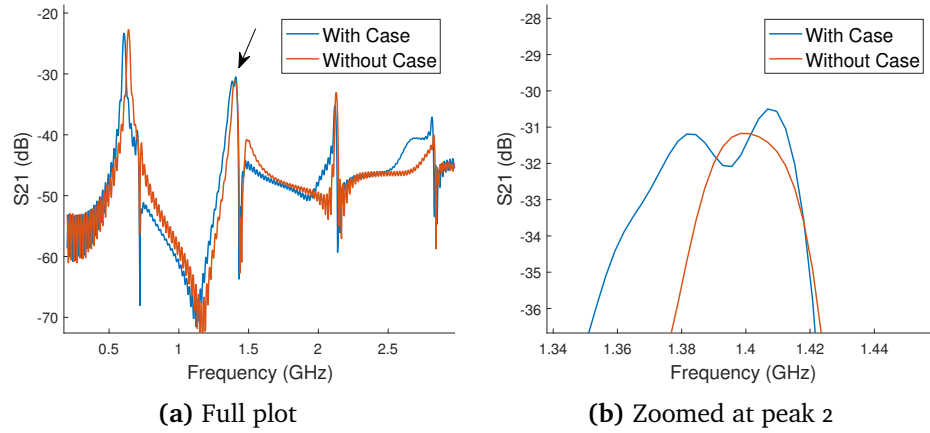 -20
-30
-40
-50
-60
-70
S21 (dB)
0.5 1 1.5 2 2.5
Frequency (GHz)
With Case
Without Case
(a) Full plot
-28
-29
-30
-31
-32
-33
-34
-35
-36
S21 (dB)
1.34 1.36 1.38 1.4 1.42 1.44
Frequency (GHz)
With Case
Without Case
(b) Zoomed at peak 2